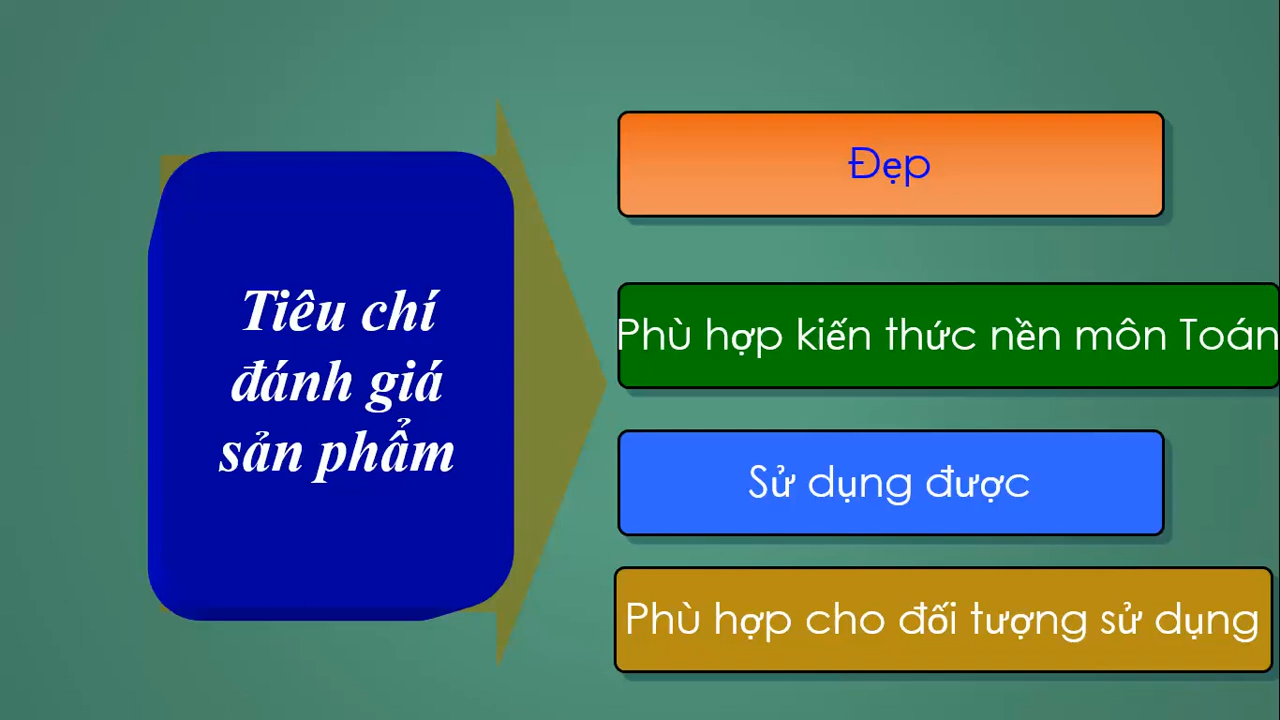 Tiêu chí
đánh giá
sản phẩm
Đẹp
Phù hợp kiến thức nền môn Toán
Sử dụng được
Phù hợp cho đối tượng sử dụng